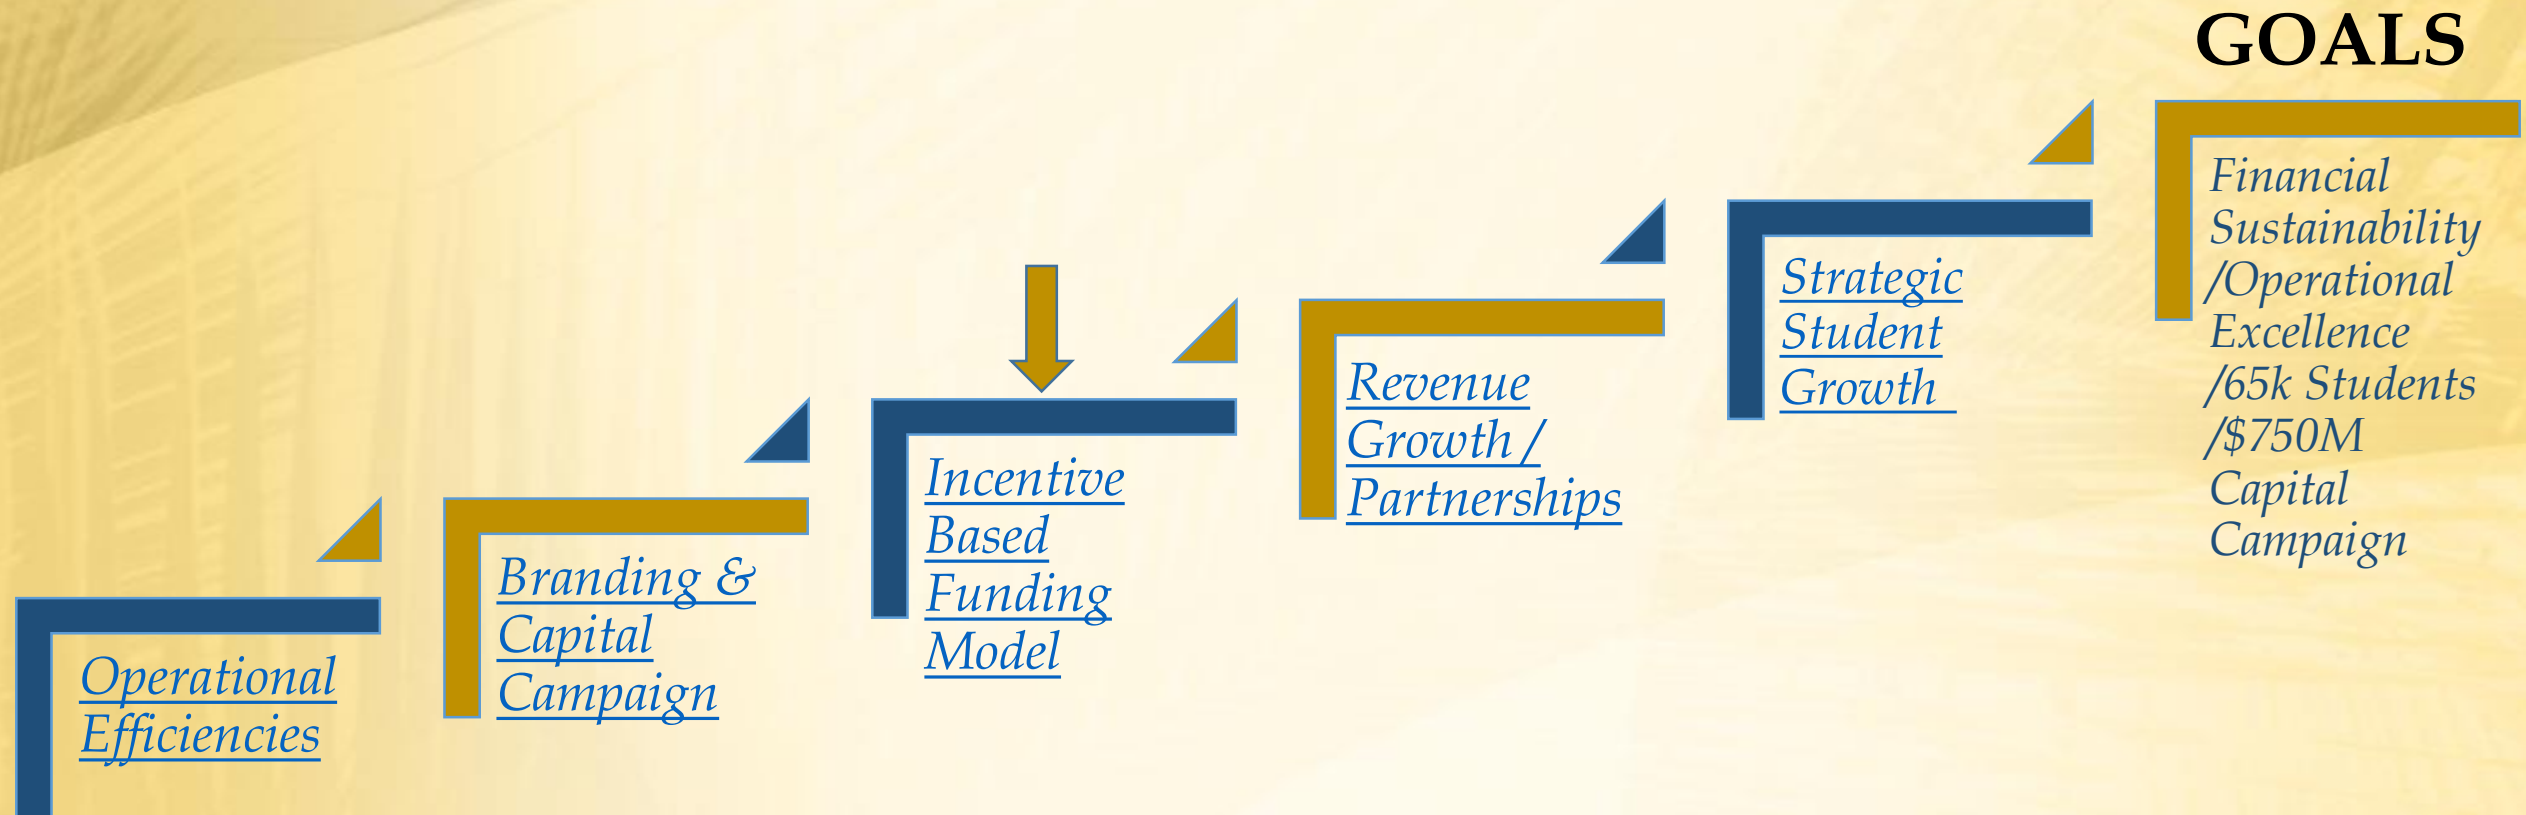 GOALS
Operational
Efficiencies
Branding &
Capital
Campaign
Incentive
Based
Funding
Model
Revenue
Growth /
Partnerships
Strategic
Student
Growth
Financial
Sustainability
/Operational
Excellence
/65k Students
/$750M
Capital
Campaign